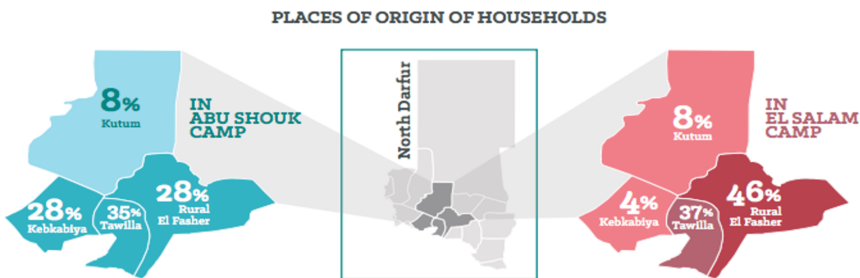 PLACES OF ORIGIN OF HOUSEHOLDS
8%
Kutum
IN
ABU SHOUK
CAMP
28%
Kebkabiya
35%
Tawilla
28%
Rural
El Fasher
North Darfur
8%
Kutum
IN
EL SALAM
CAMP
4%
Kebkabiya
37%
Tawilla
46%
Rural
El Fasher